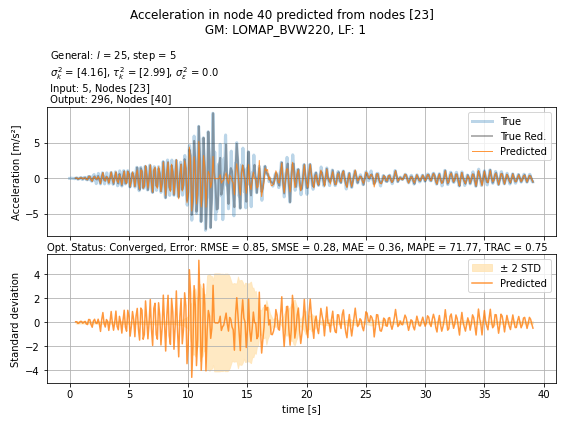 Acceleration in node 40 predicted from nodes [23]
GM: LOMAP_BVW220, LF: 1
General: l = 25, step = 5
σ²ₖ = [4.16], τ²ₖ = [2.99], σ²ε = 0.0
Input: 5, Nodes [23]
Output: 296, Nodes [40]
Acceleration [m/s²]
5
0
−5
True
True Red.
Predicted
Opt. Status: Converged, Error: RMSE = 0.85, SMSE = 0.28, MAE = 0.36, MAPE = 71.77, TRAC = 0.75
Standard deviation
4
2
0
−2
−4
± 2 STD
Predicted
0 5 10 15 20 25 30 35 40
time [s]